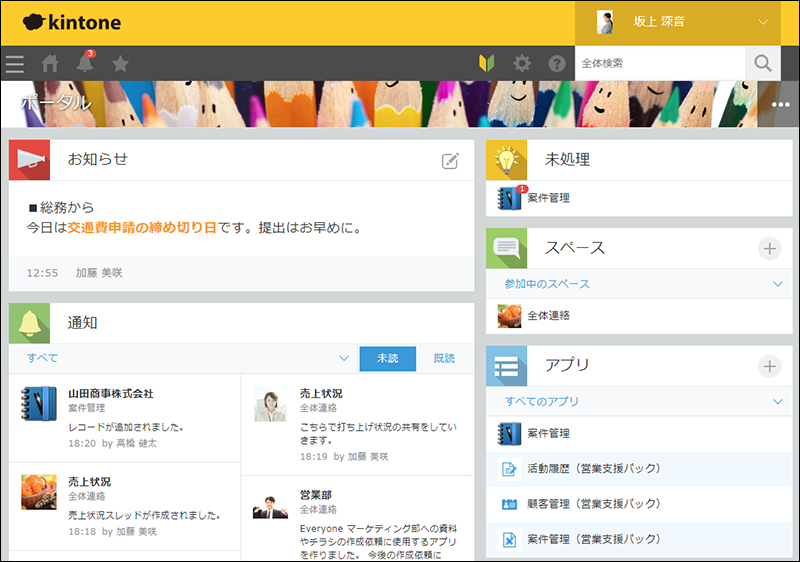 kintone
坂上 深音
3
全体検索
ポータル
お知らせ
■総務から
今日は交通費申請の締め切り日です。提出はお早めに。
12:55 加藤 美咲
通知
すべて
未読
既読
山田商事株式会社
案件管理
レコードが追加されました。
18:20 by 高橋 健太
売上状況
全体連絡
売上状況スレッドが作成されました。
18:18 by 加藤 美咲
売上状況
全体連絡
こちらで打ち上げ状況の共有をしてい
きます。
18:19 by 加藤 美咲
営業部
全体連絡
Everyone マーケティング部への資料
やチラシの作成依頼に使用するアプリ
を作りました。 今後の作成依頼に
未処理
1
案件管理
スペース
参加中のスペース
全体連絡
アプリ
すべてのアプリ
案件管理
活動履歴（営業支援パック）
顧客管理（営業支援パック）
案件管理（営業支援パック）